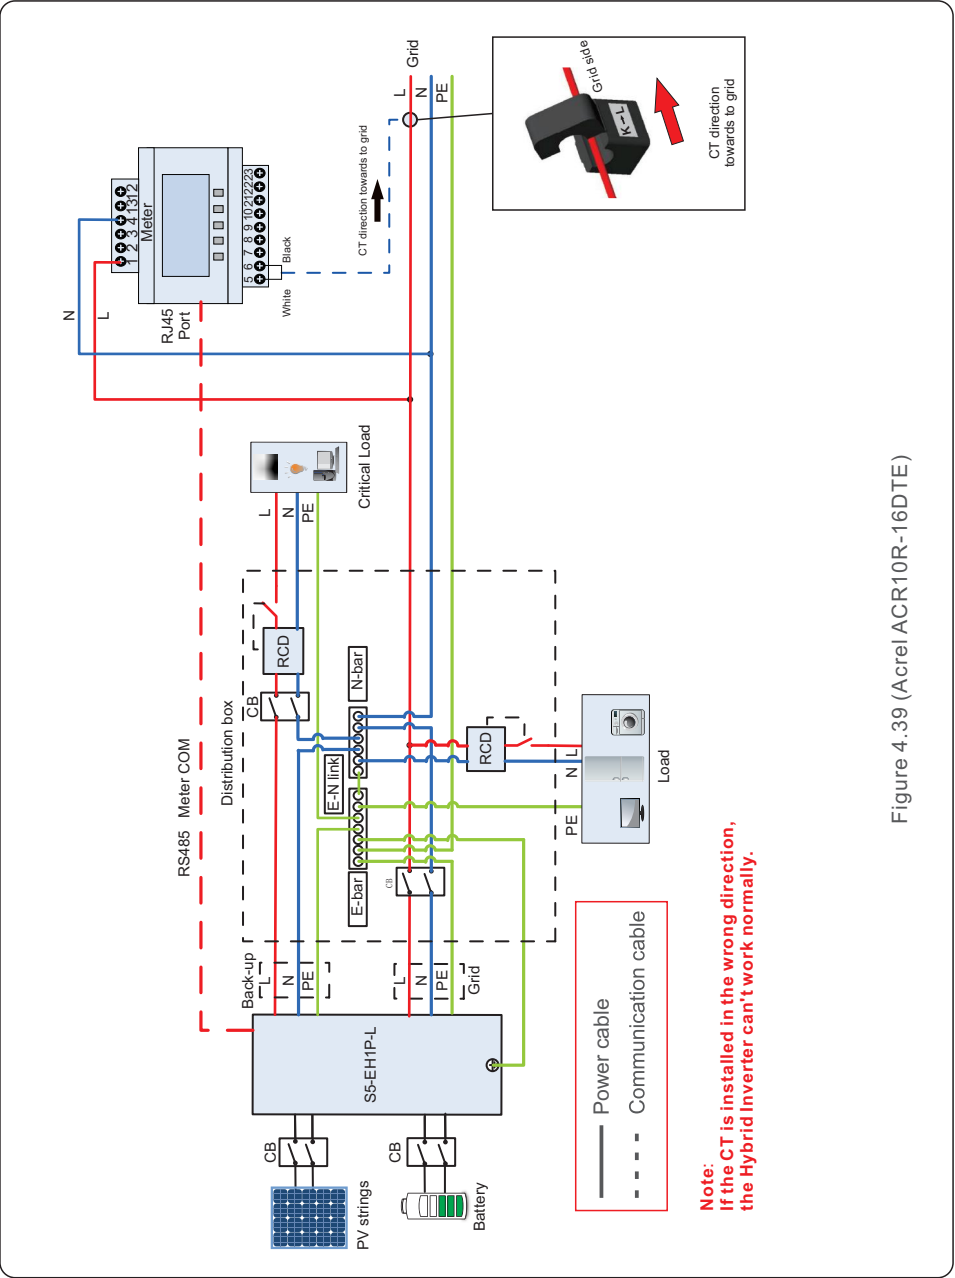 N
L
1 2 3 4 13 12
Meter
RJ45
Port
5 6 7 8 9 10 21 22 23
White
Black
CT direction towards to grid
RS485 Meter COM
Distribution box
Back-up
L
N
PE
CB
RCD
L
N
PE
Critical Load
PV strings
CB
S5-EH1P-L
E-bar
E-N link
N-bar
CB
L
N
PE
Grid
L
N
PE
Grid
Battery
CB
RCD
PE
N
L
Load
Grid side
K→L
CT direction
towards to grid
Power cable
Communication cable
Note:
If the CT is installed in the wrong direction,
the Hybrid Inverter can't work normally.
Figure 4.39 (Acrel ACR10R-16DTE)